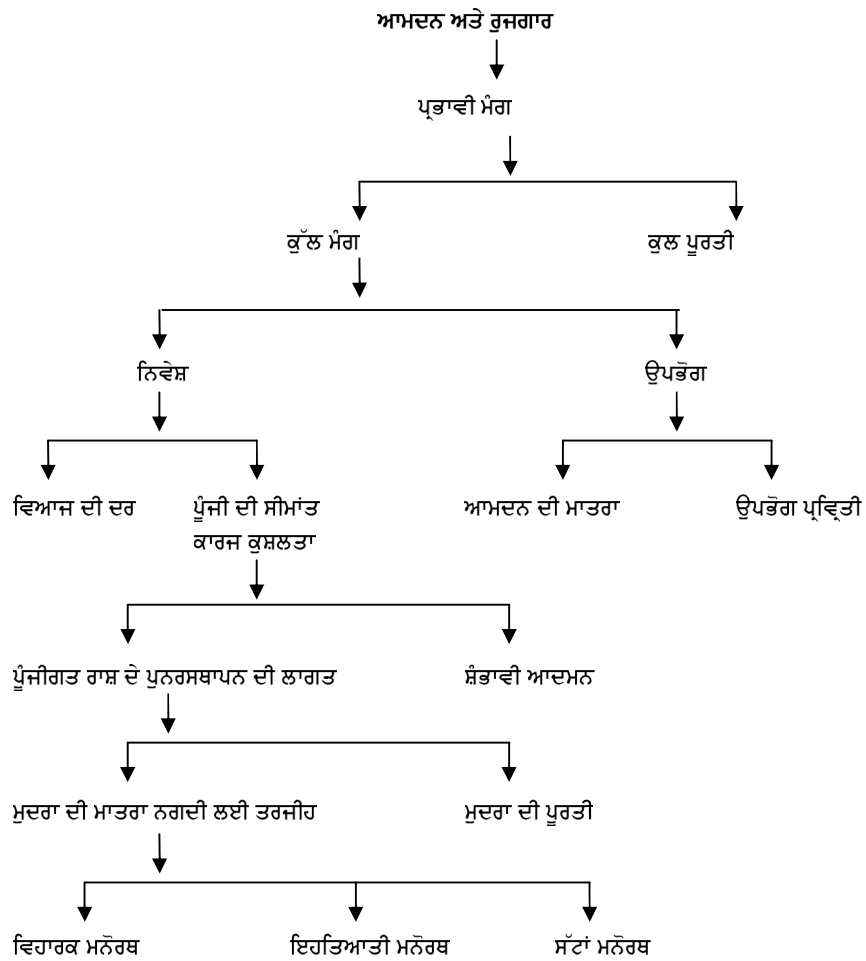 ਆਮਦਨ ਅਤੇ ਰੁਜਗਾਰ
ਪ੍ਰਭਾਵੀ ਮੰਗ
ਕੁੱਲ ਮੰਗ
ਕੁਲ ਪੂਰਤੀ
ਨਿਵੇਸ਼
ਉਪਭੋਗ
ਵਿਆਜ ਦੀ ਦਰ
ਪੂੰਜੀ ਦੀ ਸੀਮਾਂਤ
ਕਾਰਜ ਕੁਸ਼ਲਤਾ
ਆਮਦਨ ਦੀ ਮਾਤਰਾ
ਉਪਭੋਗ ਪ੍ਰਵ੍ਰਿਤੀ
ਪੂੰਜੀਗਤ ਰਾਸ਼ ਦੇ ਪੁਨਰਸਥਾਪਨ ਦੀ ਲਾਗਤ
ਸ਼ੰਭਾਵੀ ਆਦਮਨ
ਮੁਦਰਾ ਦੀ ਮਾਤਰਾ ਨਗਦੀ ਲਈ ਤਰਜੀਹ
ਮੁਦਰਾ ਦੀ ਪੂਰਤੀ
ਵਿਹਾਰਕ ਮਨੋਰਥ
ਇਹਤਿਆਤੀ ਮਨੋਰਥ
ਸੱਟਾਂ ਮਨੋਰਥ